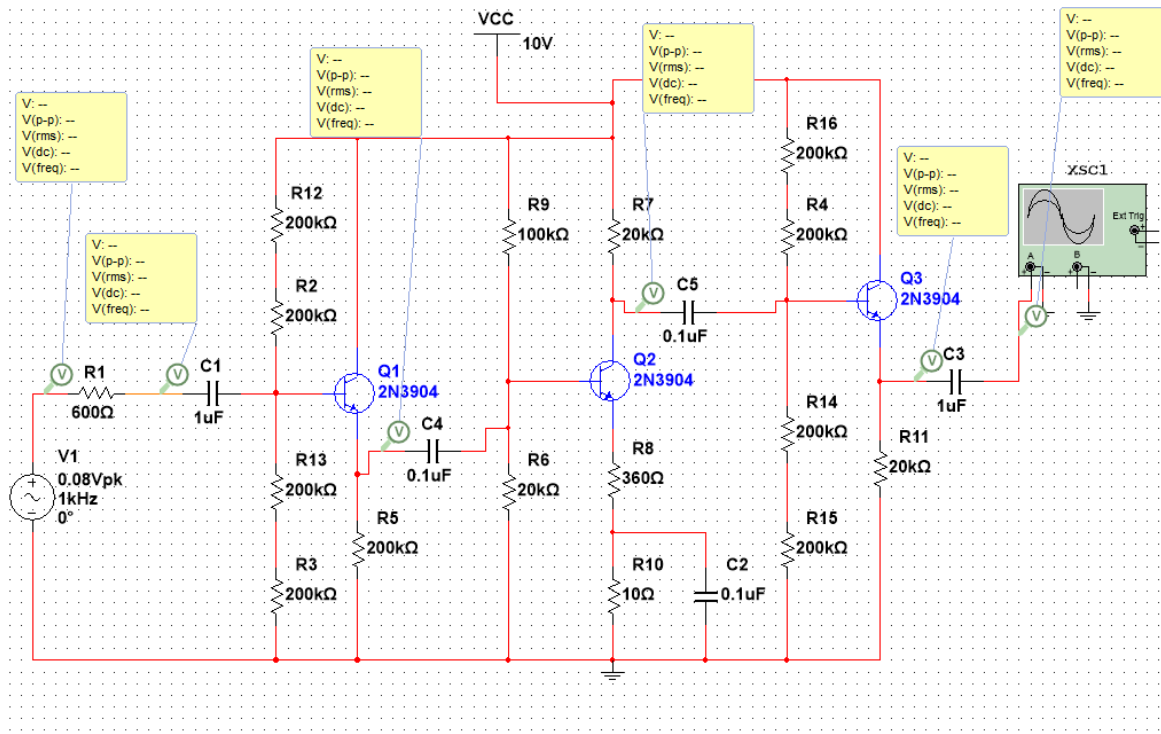 VCC
10V
V: --
V(p-p): --
V(rms): --
V(dc): --
V(freq): --
V: --
V(p-p): --
V(rms): --
V(dc): --
V(freq): --
V: --
V(p-p): --
V(rms): --
V(dc): --
V(freq): --
V: --
V(p-p): --
V(rms): --
V(dc): --
V(freq): --
V: --
V(p-p): --
V(rms): --
V(dc): --
V(freq): --
V: --
V(p-p): --
V(rms): --
V(dc): --
V(freq): --
R16
200kΩ
XSC1
Ext Trig
+
−
A
B
+
−
+
−
R12
200kΩ
R9
100kΩ
R7
20kΩ
R4
200kΩ
R2
200kΩ
C5
0.1uF
Q3
2N3904
V
V
V
V
V
V
R1
600Ω
C1
1uF
Q1
2N3904
Q2
2N3904
C3
1uF
C4
0.1uF
R14
200kΩ
R11
20kΩ
V1
0.08Vpk
1kHz
0°
+
−
R13
200kΩ
R6
20kΩ
R8
360Ω
R5
200kΩ
R15
200kΩ
R3
200kΩ
R10
10Ω
C2
0.1uF